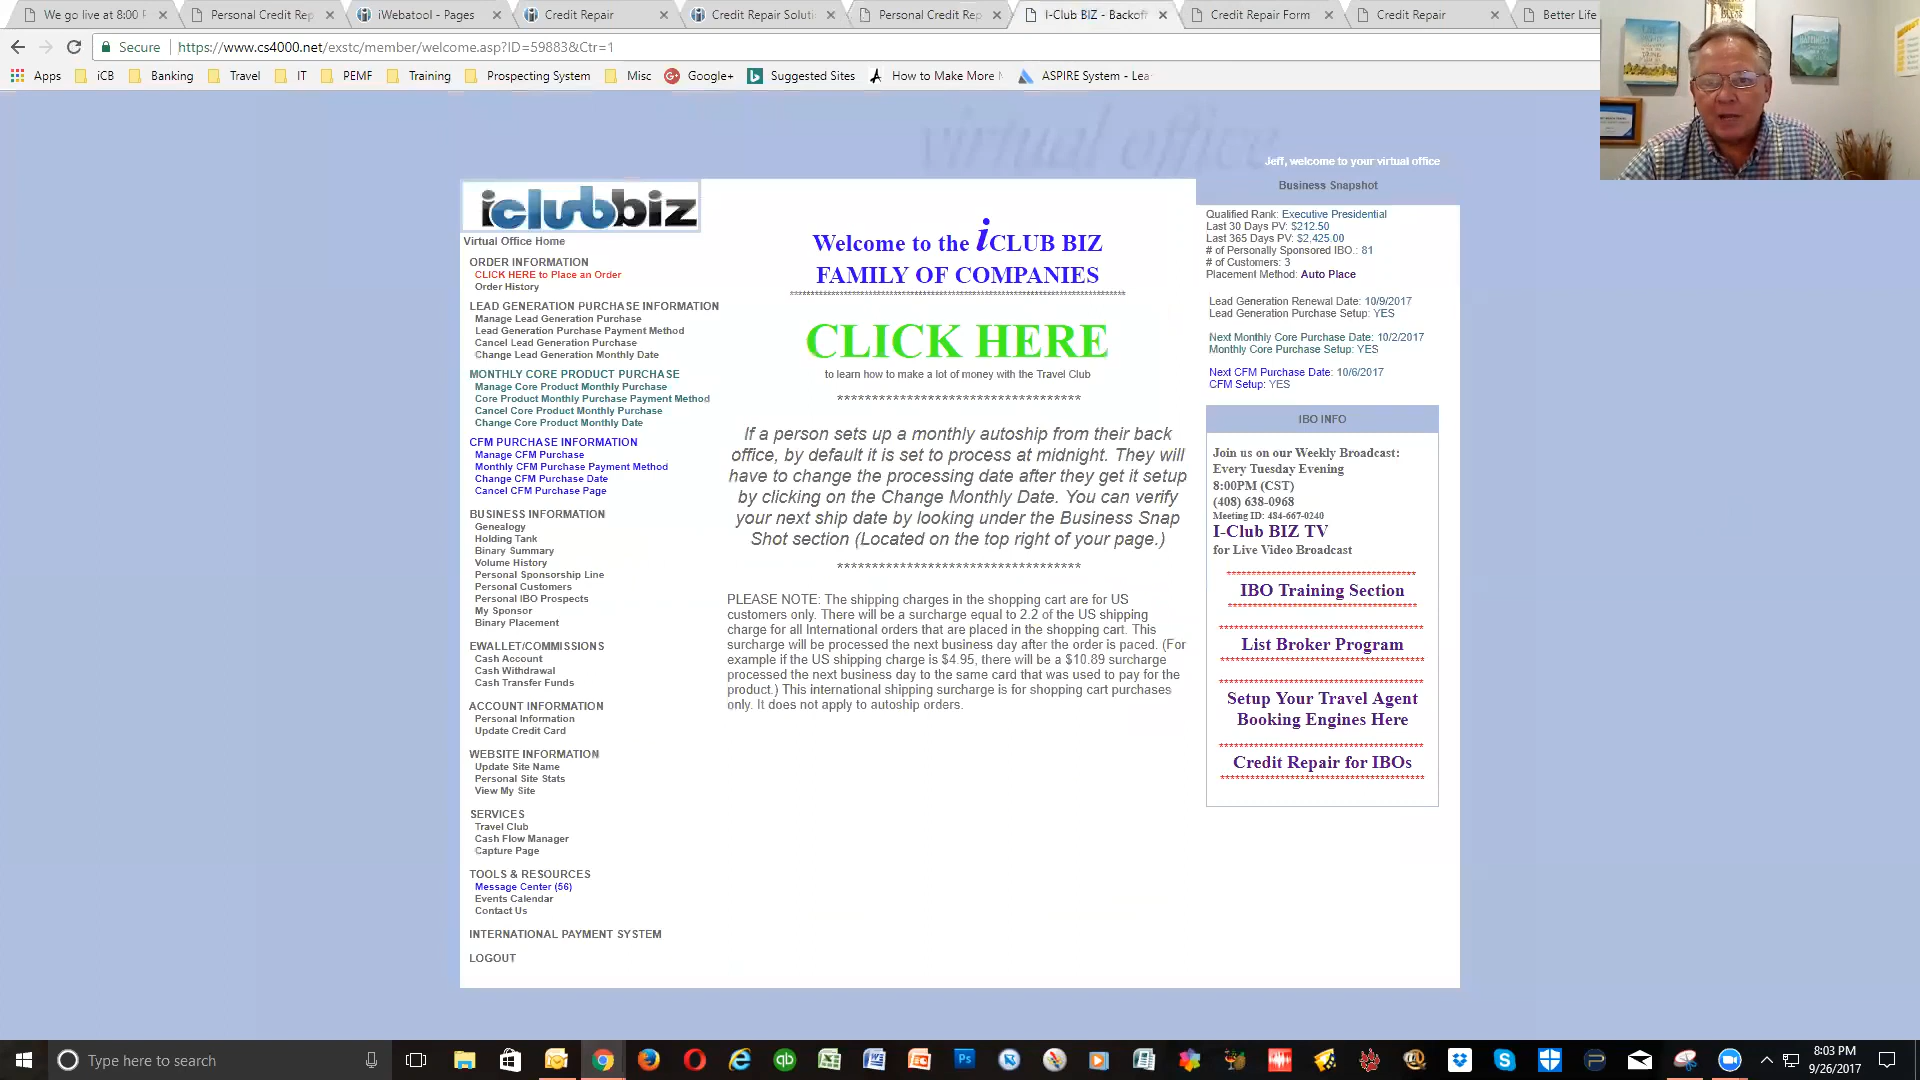 We go live at 8:00 P
Personal Credit Rep
iWebatool - Pages
Credit Repair
Credit Repair Soluti
Personal Credit Rep
I-Club BIZ - Backoff
Credit Repair Form
Credit Repair
Better Life
Secure
https://www.cs4000.net/exstc/member/welcome.asp?ID=59883&Ctr=1
Apps
iCB
Banking
Travel
IT
PEMF
Training
Prospecting System
Misc
Google+
Suggested Sites
How to Make More
ASPIRE System - Lea
virtual office
Jeff, welcome to your virtual office
iclubbiz
Virtual Office Home
ORDER INFORMATION
CLICK HERE to Place an Order
Order History
LEAD GENERATION PURCHASE INFORMATION
Manage Lead Generation Purchase
Lead Generation Purchase Payment Method
Cancel Lead Generation Purchase
Change Lead Generation Monthly Date
MONTHLY CORE PRODUCT PURCHASE
Manage Core Product Monthly Purchase
Core Product Monthly Purchase Payment Method
Cancel Core Product Monthly Purchase
Change Core Product Monthly Date
CFM PURCHASE INFORMATION
Manage CFM Purchase
Monthly CFM Purchase Payment Method
Change CFM Purchase Date
Cancel CFM Purchase Page
BUSINESS INFORMATION
Genealogy
Holding Tank
Binary Summary
Volume History
Personal Sponsorship Line
Personal Customers
Personal IBO Prospects
My Sponsor
Binary Placement
EWALLET/COMMISSIONS
Cash Account
Cash Withdrawal
Cash Transfer Funds
ACCOUNT INFORMATION
Personal Information
Update Credit Card
WEBSITE INFORMATION
Update Site Name
Personal Site Stats
View My Site
SERVICES
Travel Club
Cash Flow Manager
Capture Page
TOOLS & RESOURCES
Message Center (56)
Events Calendar
Contact Us
INTERNATIONAL PAYMENT SYSTEM
LOGOUT
Welcome to the iCLUB BIZ
FAMILY OF COMPANIES
CLICK HERE
to learn how to make a lot of money with the Travel Club
If a person sets up a monthly autoship from their back
office, by default it is set to process at midnight. They will
have to change the processing date after they get it setup
by clicking on the Change Monthly Date. You can verify
your next ship date by looking under the Business Snap
Shot section (Located on the top right of your page.)
PLEASE NOTE: The shipping charges in the shopping cart are for US
customers only. There will be a surcharge equal to 2.2 of the US shipping
charge for all International orders that are placed in the shopping cart. This
surcharge will be processed the next business day after the order is paced. (For
example if the US shipping charge is $4.95, there will be a $10.89 surcharge
processed the next business day to the same card that was used to pay for the
product.) This international shipping surcharge is for shopping cart purchases
only. It does not apply to autoship orders.
Business Snapshot
Qualified Rank: Executive Presidential
Last 30 Days PV: $212.50
Last 365 Days PV: $2,425.00
# of Personally Sponsored IBO.: 81
# of Customers: 3
Placement Method: Auto Place
Lead Generation Renewal Date: 10/9/2017
Lead Generation Purchase Setup: YES
Next Monthly Core Purchase Date: 10/2/2017
Monthly Core Purchase Setup: YES
Next CFM Purchase Date: 10/6/2017
CFM Setup: YES
IBO INFO
Join us on our Weekly Broadcast:
Every Tuesday Evening
8:00PM (CST)
(408) 638-0968
Meeting ID: 484-667-0240
I-Club BIZ TV
for Live Video Broadcast
IBO Training Section
List Broker Program
Setup Your Travel Agent
Booking Engines Here
Credit Repair for IBOs
Type here to search
8:03 PM
9/26/2017